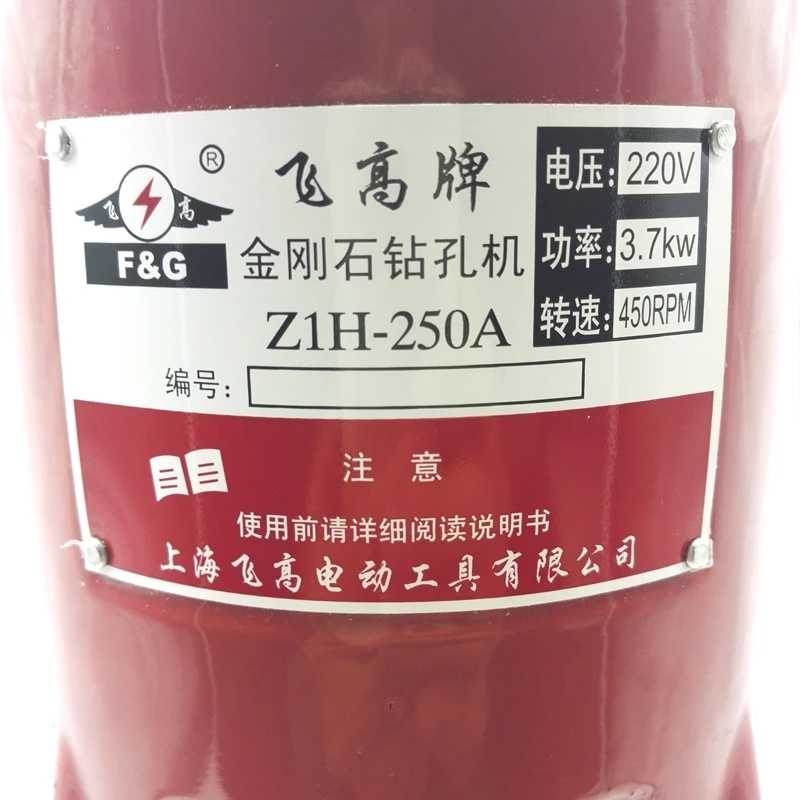 飞高
®
F&G
飞高牌
金刚石钻孔机
Z1H-250A
编号:
电压: 220V
功率: 3.7kw
转速: 450RPM
注 意
使用前请详细阅读说明书
上海飞高电动工具有限公司